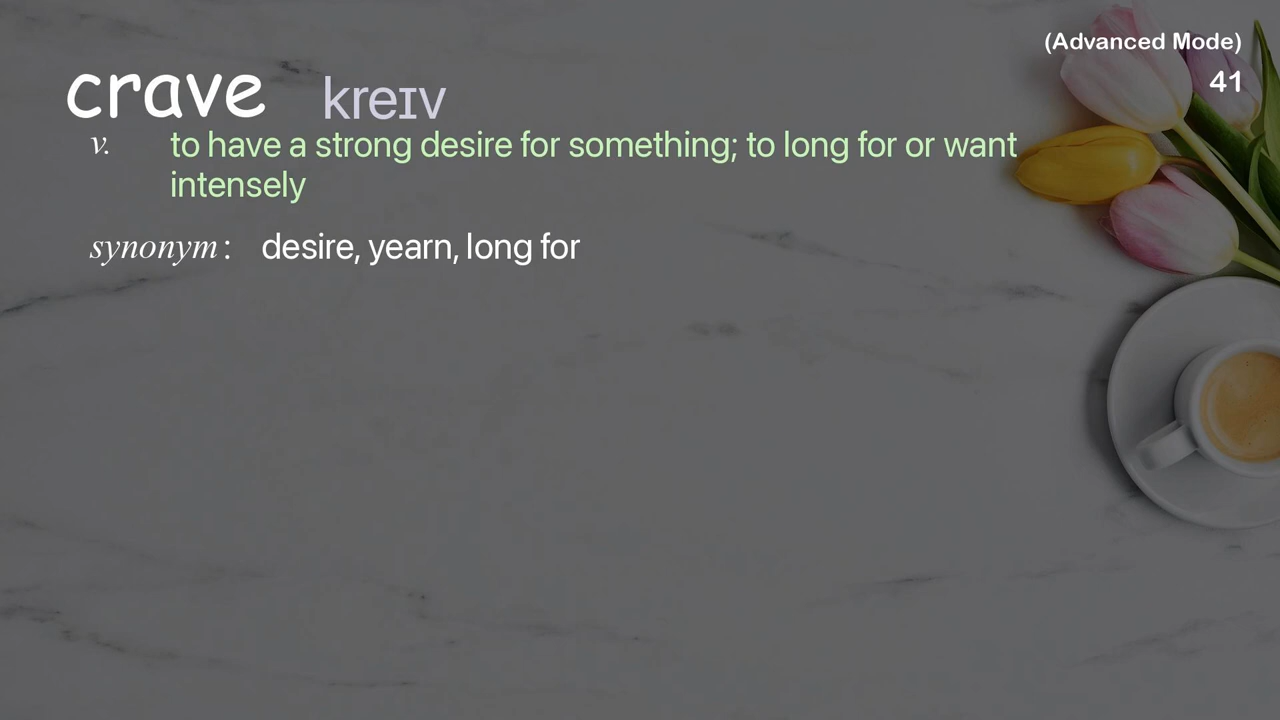 (Advanced Mode)
41
crave kreɪv
v. to have a strong desire for something; to long for or want
intensely
synonym: desire, yearn, long for